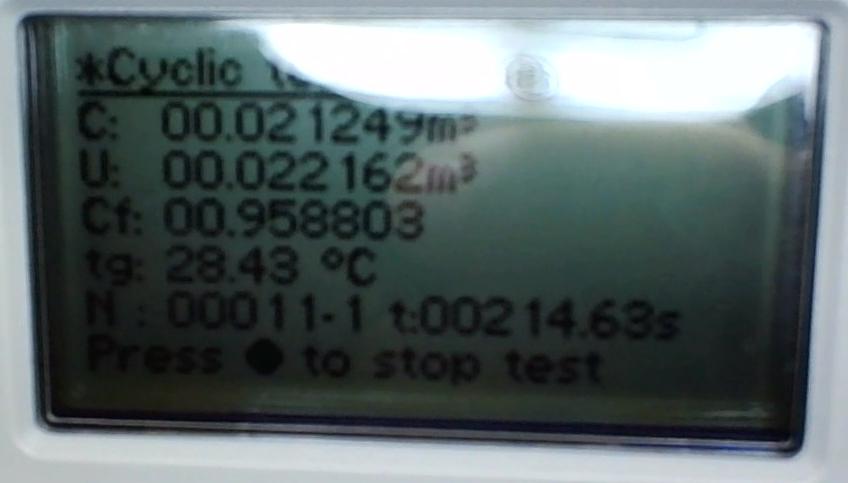 *Cyclic
C: 00.021249m³
U: 00.022162m³
Cf: 00.958803
tg: 28.43 °C
N : 00011-1 t:00214.63s
Press ● to stop test